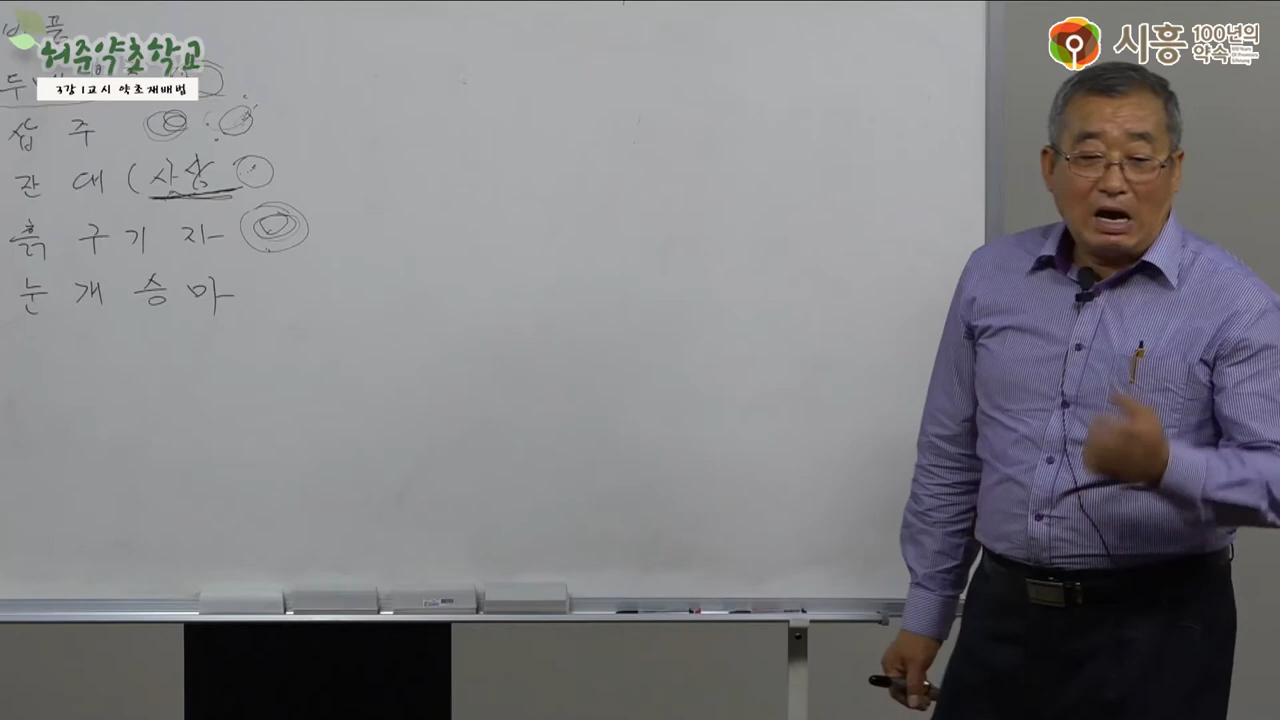 허준약초학교
3강 1교시 약초재배법
시흥 100년의 약속
삽 주
잔 대 (사삼
흙 구 기 자
눈 개 승 마